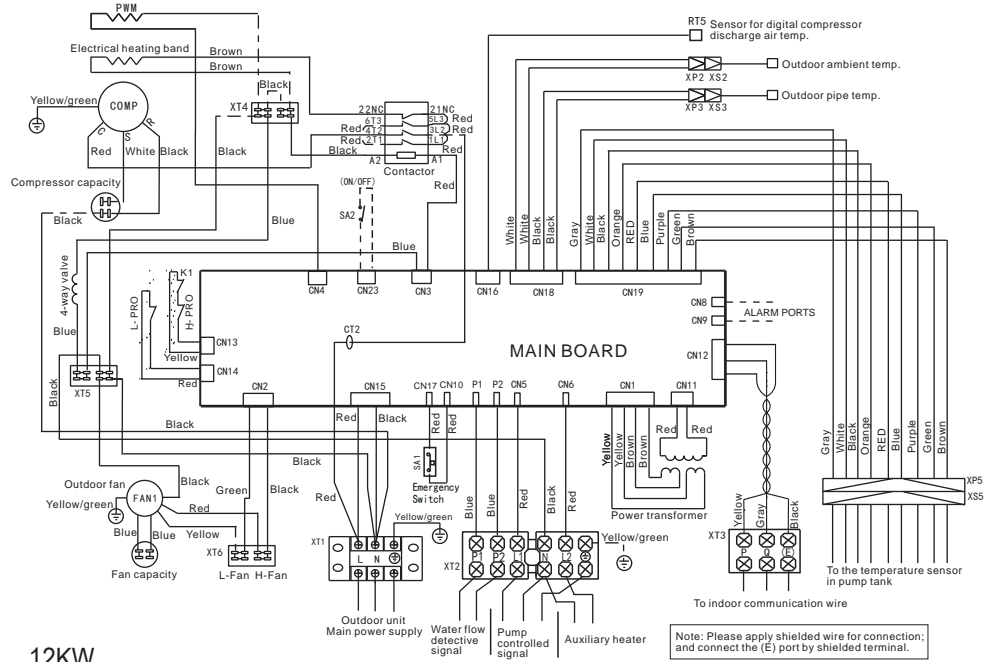 PWM
Electrical heating band
Brown
Brown
Black
Yellow/green
COMP
C
S
R
Red
White
Black
XT4
Black
Compressor capacity
Black
Blue
22NC
21NC
6T3
5L3
Red
Red
4T2
3L2
Red
Red
2T1
1L1
Black
Red
A2
A1
Contactor
Red
(ON/OFF)
SA2
Blue
RT5
Sensor for digital compressor
discharge air temp.
XP2
XS2
Outdoor ambient temp.
XP3
XS3
Outdoor pipe temp.
White
White
Black
Black
Gray
White
Black
Orange
RED
Blue
Purple
Green
Brown
4-way valve
Blue
L- PRO
K1
H- PRO
Yellow
Red
CN4
CN23
CN3
CN16
CN18
CN19
CN13
CN14
CT2
MAIN BOARD
CN8
CN9
ALARM PORTS
CN12
CN2
CN15
CN17
CN10
P1
P2
CN5
CN6
CN1
CN11
XT5
Black
Black
Black
Black
Red
Black
Red
Red
SA1
Emergency
Switch
Red
Red
Yellow
Yellow
Brown
Brown
Power transformer
Gray
White
Black
Orange
RED
Blue
Purple
Green
Brown
XP5
XS5
Outdoor fan
Yellow/green
FAN1
Black
Green
Black
Red
Red
Yellow
Blue
Blue
Fan capacity
XT6
L-Fan
H-Fan
Yellow/green
XT1
L
N
Outdoor unit
Main power supply
Blue
Blue
Red
Black
Red
Yellow/green
XT2
P1
P2
L1
N
L2
Water flow
detective
signal
Pump
controlled
signal
Auxiliary heater
Yellow
Gray
Black
XT3
P
Q
(E)
To indoor communication wire
To the temperature sensor
in pump tank
Note: Please apply shielded wire for connection;
and connect the (E) port by shielded terminal.
12KW